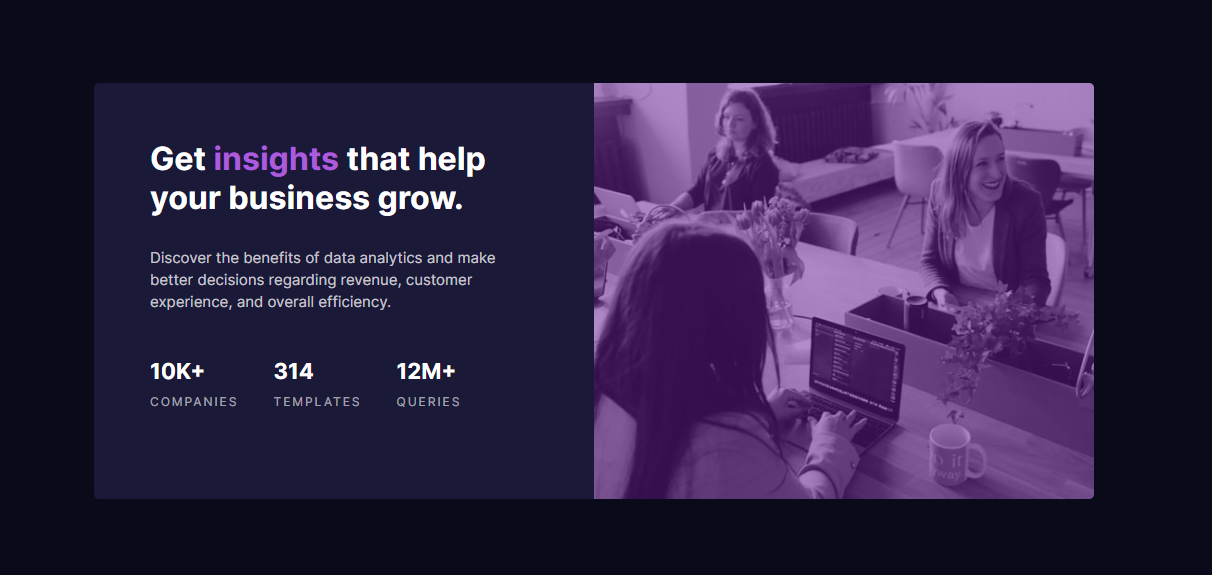 Get insights that help
your business grow.
Discover the benefits of data analytics and make
better decisions regarding revenue, customer
experience, and overall efficiency.
10K+ 314 12M+
COMPANIES TEMPLATES QUERIES